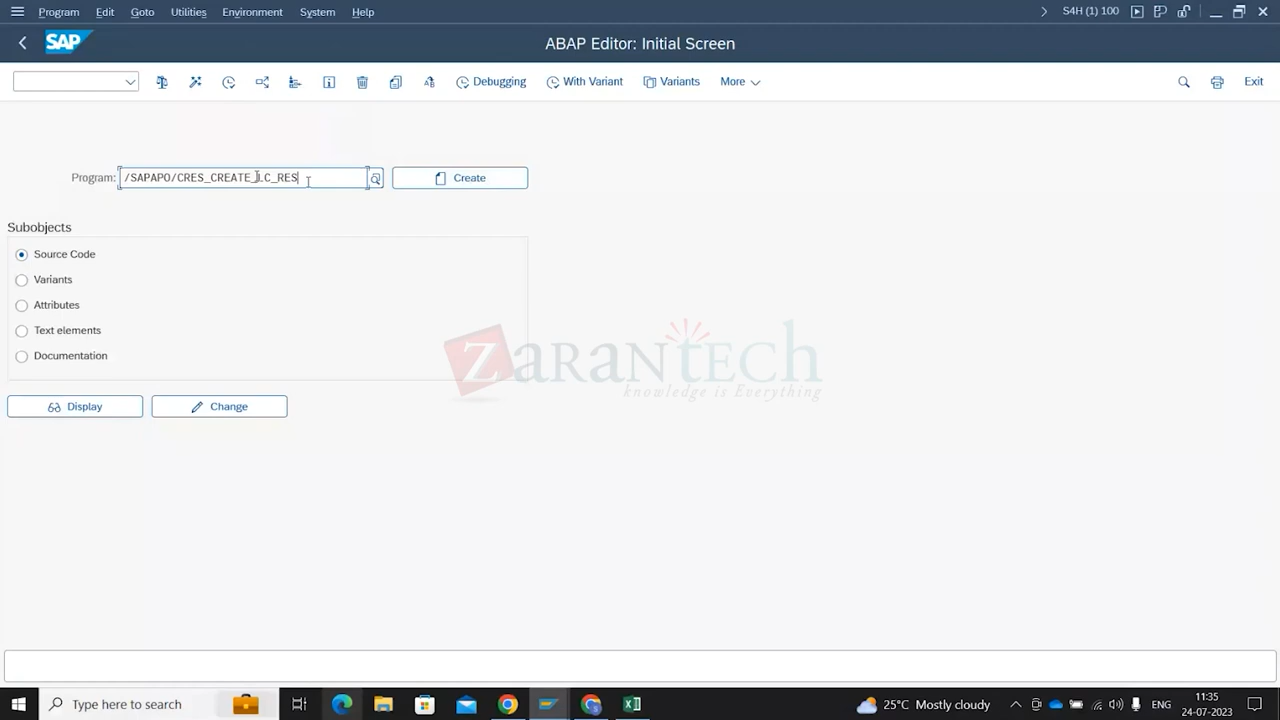 Program Edit Goto Utilities Environment System Help S4H (1) 100
SAP ABAP Editor: Initial Screen
Debugging With Variant Variants More Exit
Program: /SAPAPO/CRES_CREATE_LC_RES Create
Subobjects
Source Code
Variants
Attributes
Text elements
Documentation
ZARANTECH
knowledge is Everything
Display Change
Type here to search 25°C Mostly cloudy ENG 11:35
24-07-2023